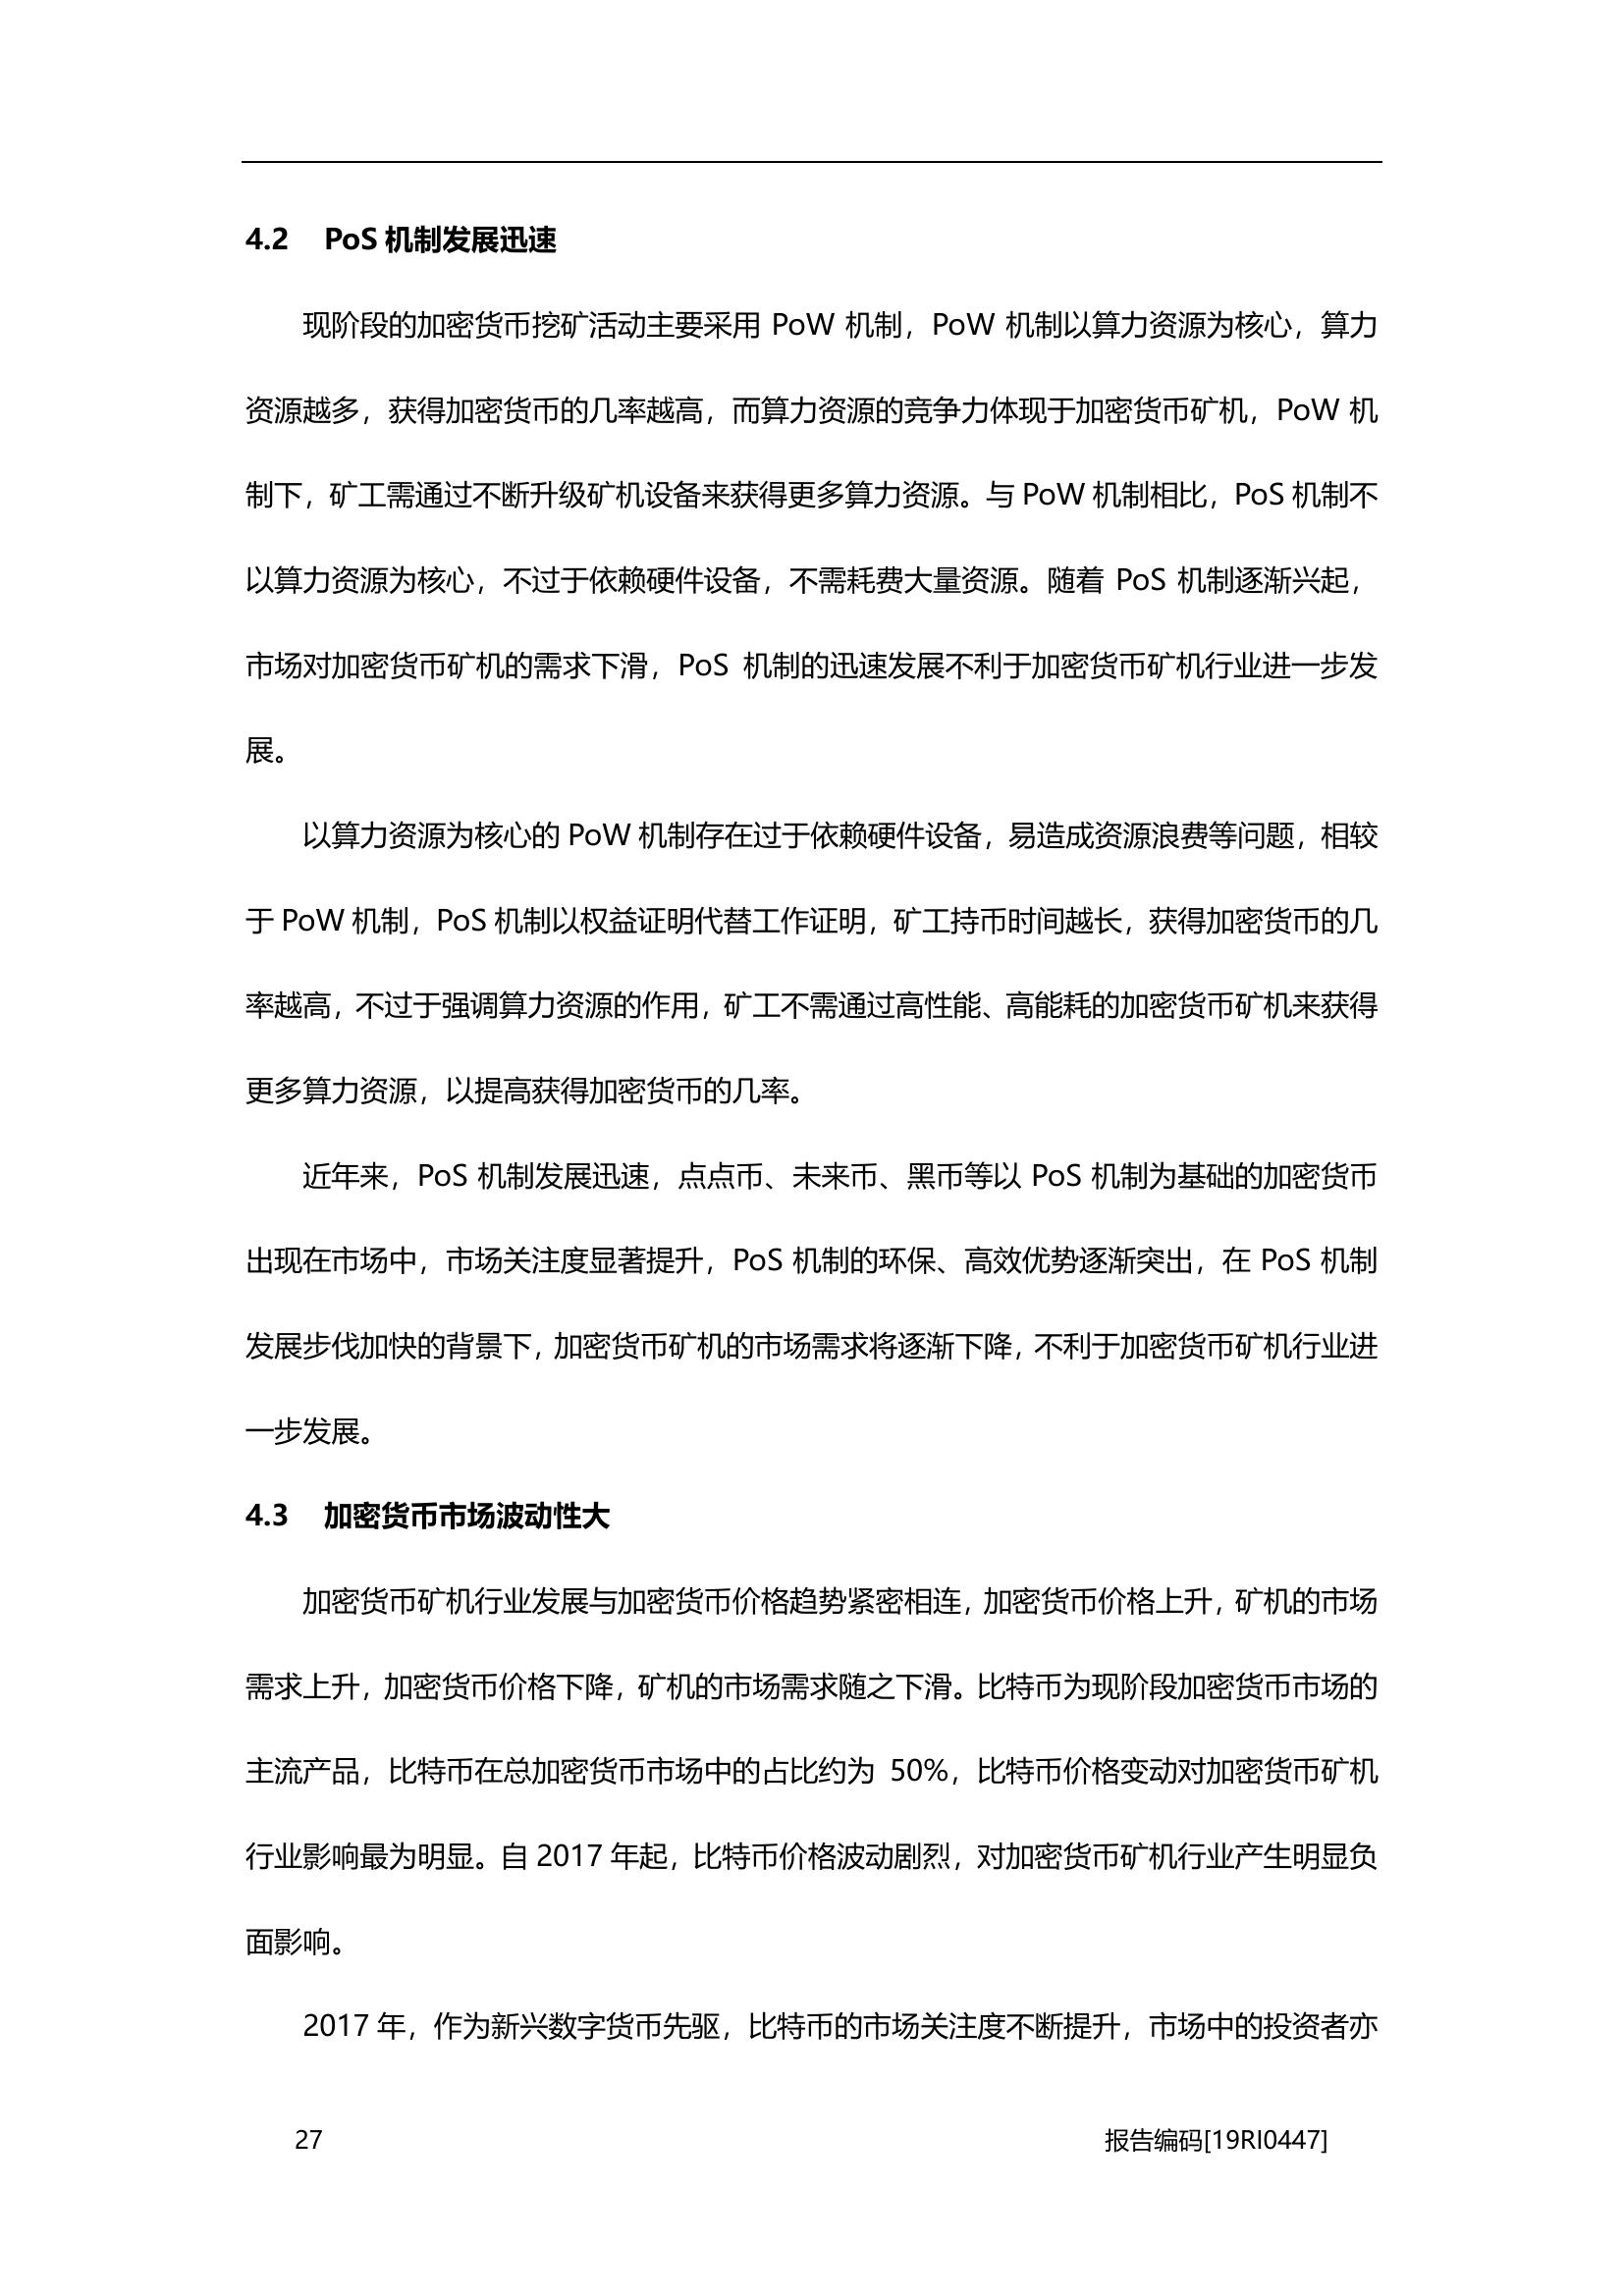 4.2 PoS 机制发展迅速
现阶段的加密货币挖矿活动主要采用 PoW 机制，PoW 机制以算力资源为核心，算力
资源越多，获得加密货币的几率越高，而算力资源的竞争力体现于加密货币矿机，PoW 机
制下，矿工需通过不断升级矿机设备来获得更多算力资源。与 PoW 机制相比，PoS 机制不
以算力资源为核心，不过于依赖硬件设备，不需耗费大量资源。随着 PoS 机制逐渐兴起，
市场对加密货币矿机的需求下滑，PoS 机制的迅速发展不利于加密货币矿机行业进一步发
展。
以算力资源为核心的 PoW 机制存在过于依赖硬件设备，易造成资源浪费等问题，相较
于 PoW 机制，PoS 机制以权益证明代替工作证明，矿工持币时间越长，获得加密货币的几
率越高，不过于强调算力资源的作用，矿工不需通过高性能、高能耗的加密货币矿机来获得
更多算力资源，以提高获得加密货币的几率。
近年来，PoS 机制发展迅速，点点币、未来币、黑币等以 PoS 机制为基础的加密货币
出现在市场中，市场关注度显著提升，PoS 机制的环保、高效优势逐渐突出，在 PoS 机制
发展步伐加快的背景下，加密货币矿机的市场需求将逐渐下降，不利于加密货币矿机行业进
一步发展。
4.3 加密货币市场波动性大
加密货币矿机行业发展与加密货币价格趋势紧密相连，加密货币价格上升，矿机的市场
需求上升，加密货币价格下降，矿机的市场需求随之下滑。比特币为现阶段加密货币市场的
主流产品，比特币在总加密货币市场中的占比约为 50%，比特币价格变动对加密货币矿机
行业影响最为明显。自 2017 年起，比特币价格波动剧烈，对加密货币矿机行业产生明显负
面影响。
2017 年，作为新兴数字货币先驱，比特币的市场关注度不断提升，市场中的投资者亦
27 报告编码[19RI0447]